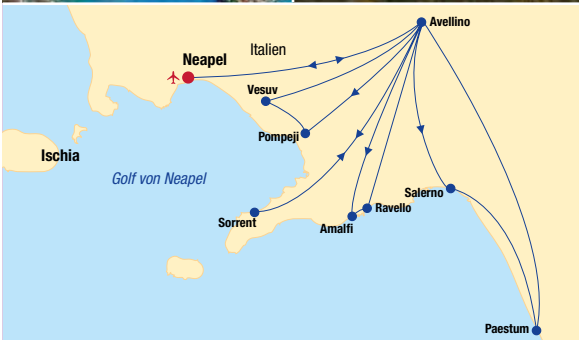 Avellino
Neapel
Italien
Vesuv
Pompeji
Ischia
Golf von Neapel
Salerno
Sorrent
Amalfi
Ravello
Paestum